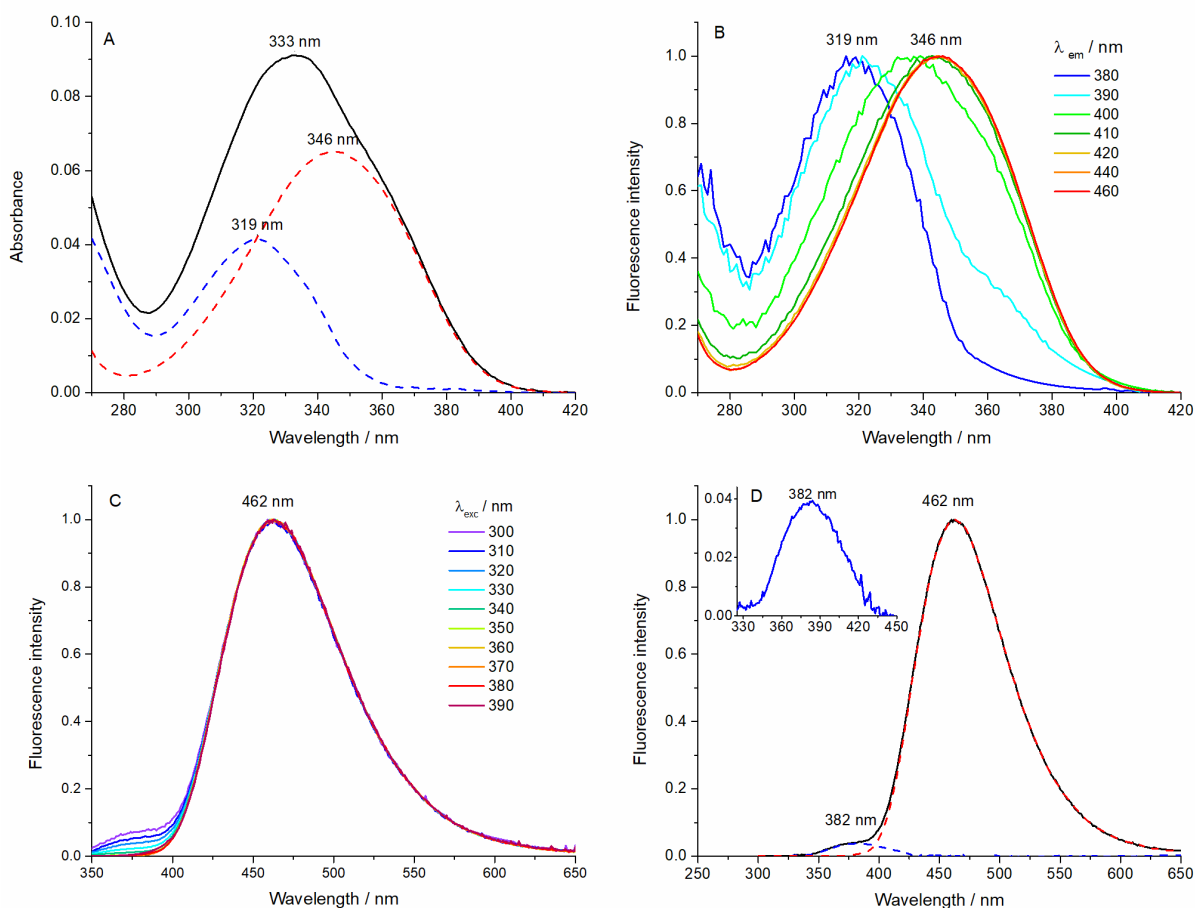 A
333 nm
346 nm
319 nm
Absorbance
0.10
0.08
0.06
0.04
0.02
0.00
280 300 320 340 360 380 400 420
Wavelength / nm
B
319 nm 346 nm
λ em / nm
380
390
400
410
420
440
460
Fluorescence intensity
1.0
0.8
0.6
0.4
0.2
0.0
280 300 320 340 360 380 400 420
Wavelength / nm
C
462 nm
λexc / nm
300
310
320
330
340
350
360
370
380
390
Fluorescence intensity
1.0
0.8
0.6
0.4
0.2
0.0
350 400 450 500 550 600 650
Wavelength / nm
D
382 nm
0.04
0.02
0.00
330 360 390 420 450
462 nm
382 nm
Fluorescence intensity
1.0
0.8
0.6
0.4
0.2
0.0
250 300 350 400 450 500 550 600 650
Wavelength / nm